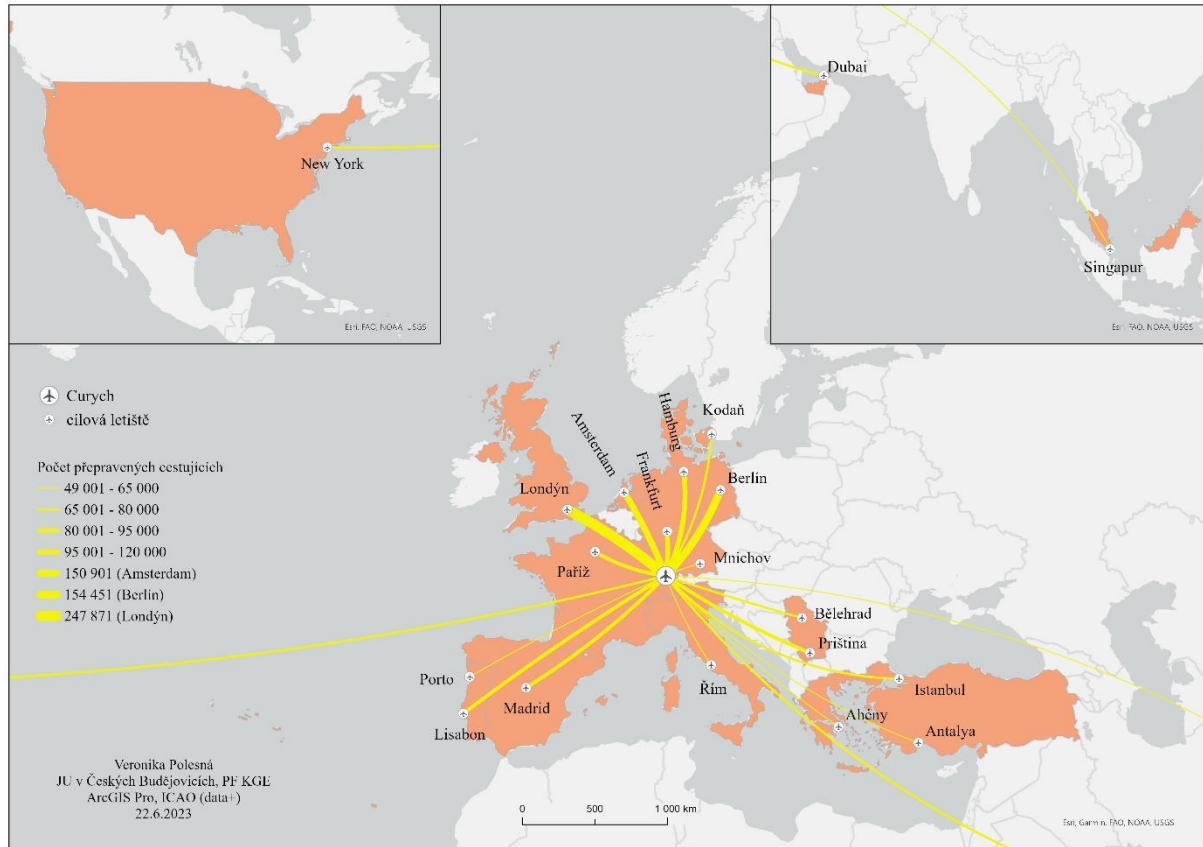 New York
Esri, FAO, NOAA, USGS
Dubai
Singapur
Esri, FAO, NOAA, USGS
Curych
cílová letiště
Počet přepravených cestujících
49 001 - 65 000
65 001 - 80 000
80 001 - 95 000
95 001 - 120 000
150 901 (Amsterdam)
154 451 (Berlín)
247 871 (Londýn)
Kodaň
Hamburg
Amsterdam
Frankfurt
Berlín
Londýn
Mnichov
Paříž
Bělehrad
Priština
Porto
Řím
Istanbul
Madrid
Lisabon
Athény
Antalya
Veronika Polesná
JU v Českých Budějovicích, PF KGE
ArcGIS Pro, ICAO (data+)
22.6.2023
0 500 1 000 km
Esri, Garmin, FAO, NOAA, USGS